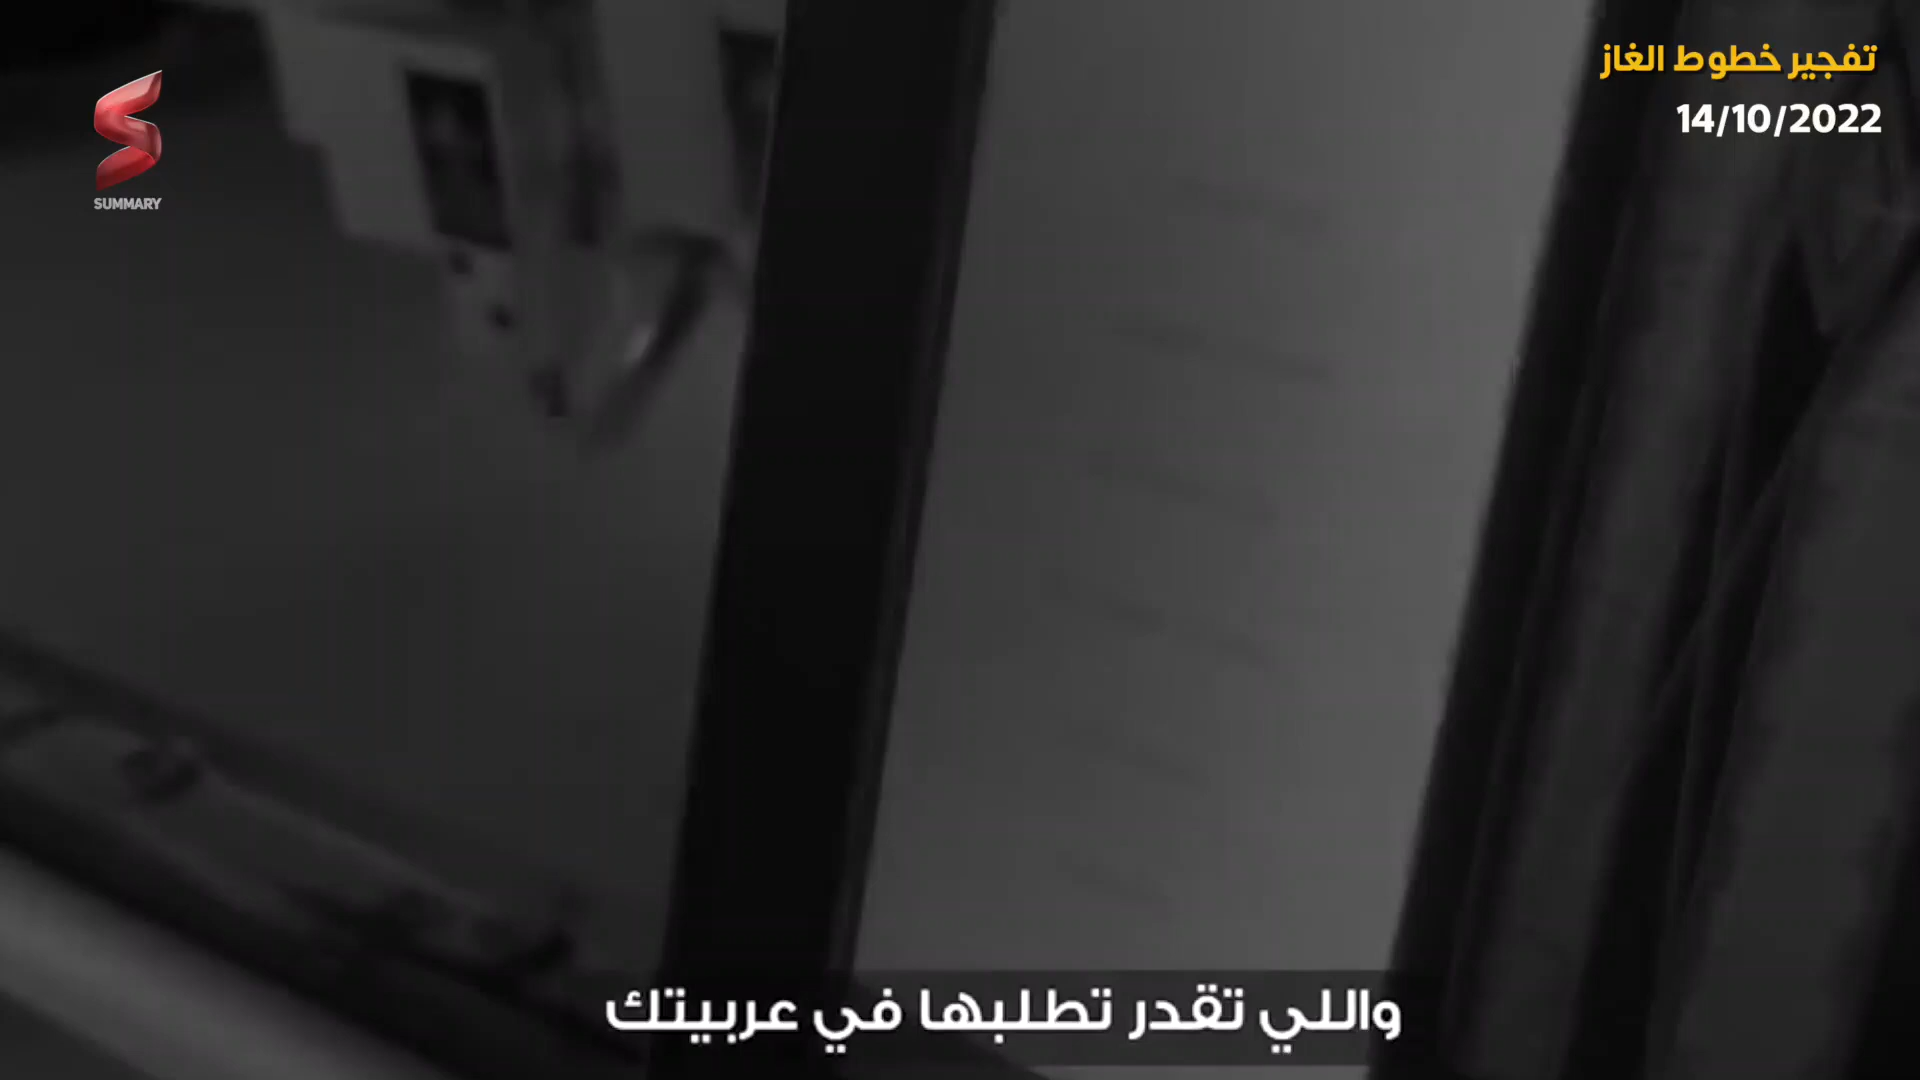 تفجير خطوط الغاز
14/10/2022
SUMMARY
واللي تقدر تطلبها في عربيتك